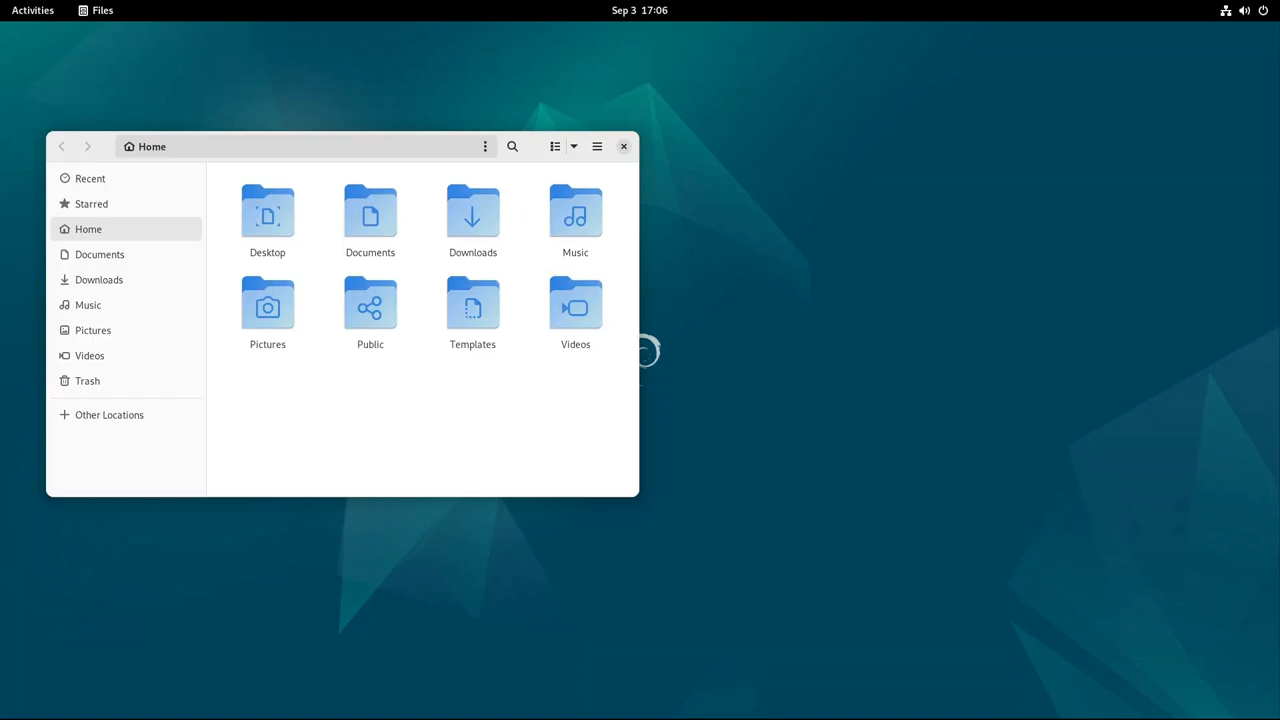 Activities Files Sep 3 17:06
Home
Recent
Starred
Home
Documents
Downloads
Music
Pictures
Videos
Trash
Other Locations
Desktop Documents Downloads Music
Pictures Public Templates Videos